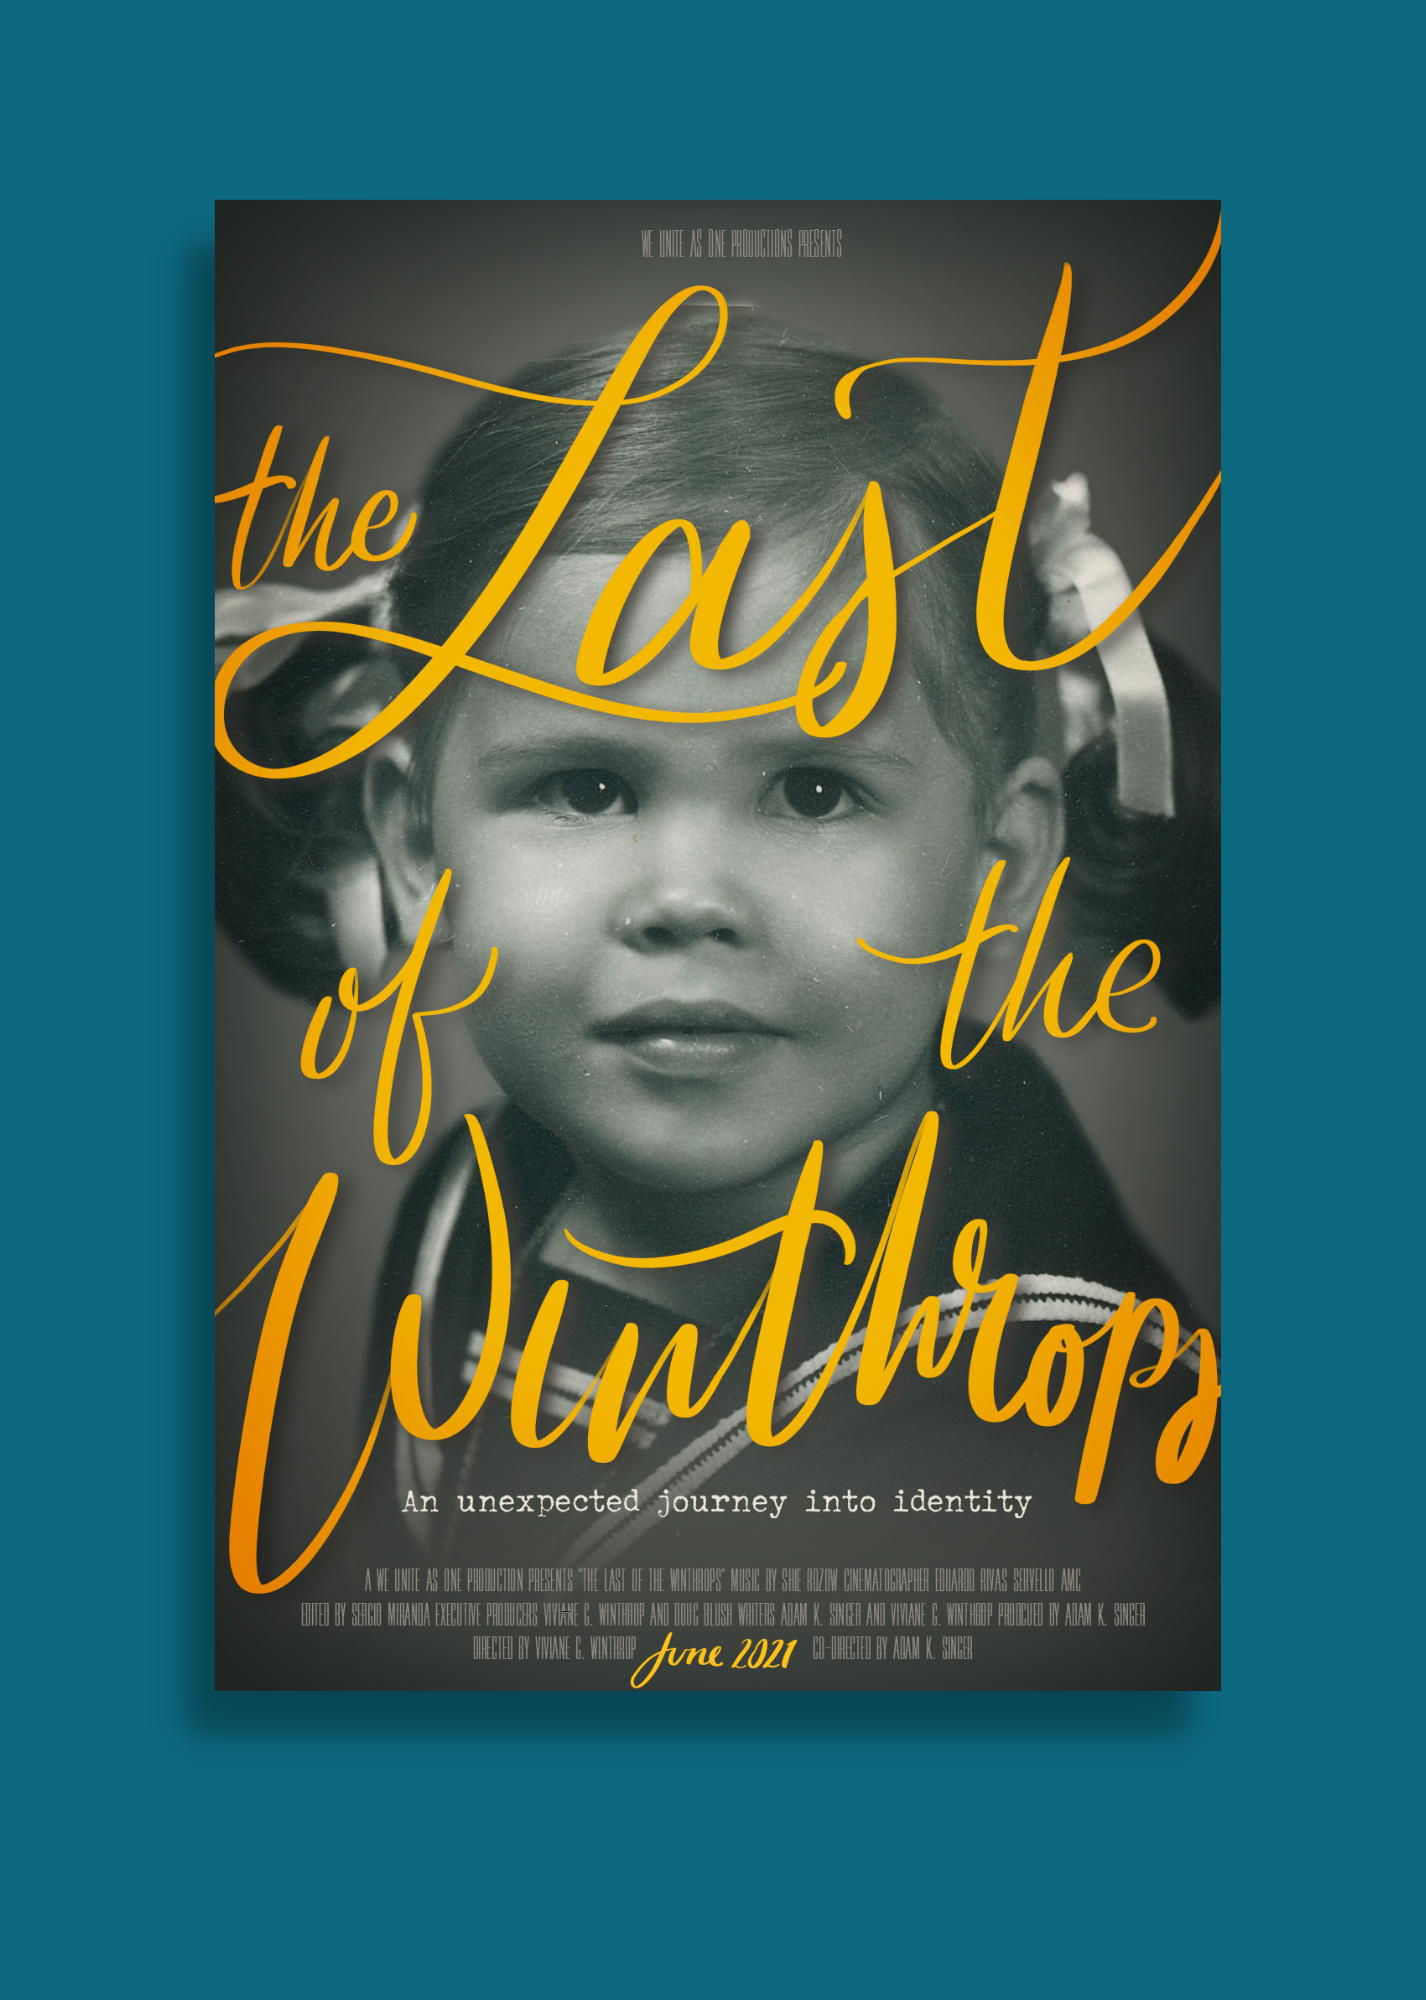 WE UNITE AS ONE PRODUCTIONS PRESENTS
the Last
of the
Winthrops
An unexpected journey into identity
A WE UNITE AS ONE PRODUCTION PRESENTS "THE LAST OF THE WINTHROPS" MUSIC BY SHIE ROZOW CINEMATOGRAPHER EDUARDO RIVAS SERVELLO AMC
EDITED BY SERGIO MIRANDA EXECUTIVE PRODUCERS VIVIANE G. WINTHROP AND DOUG BLUSH WRITERS ADAM K. SINGER AND VIVIANE G. WINTHROP PRODCUED BY ADAM K. SINGER
DIRECTED BY VIVIANE G. WINTHROP June 2021 CO-DIRECTED BY ADAM K. SINGER